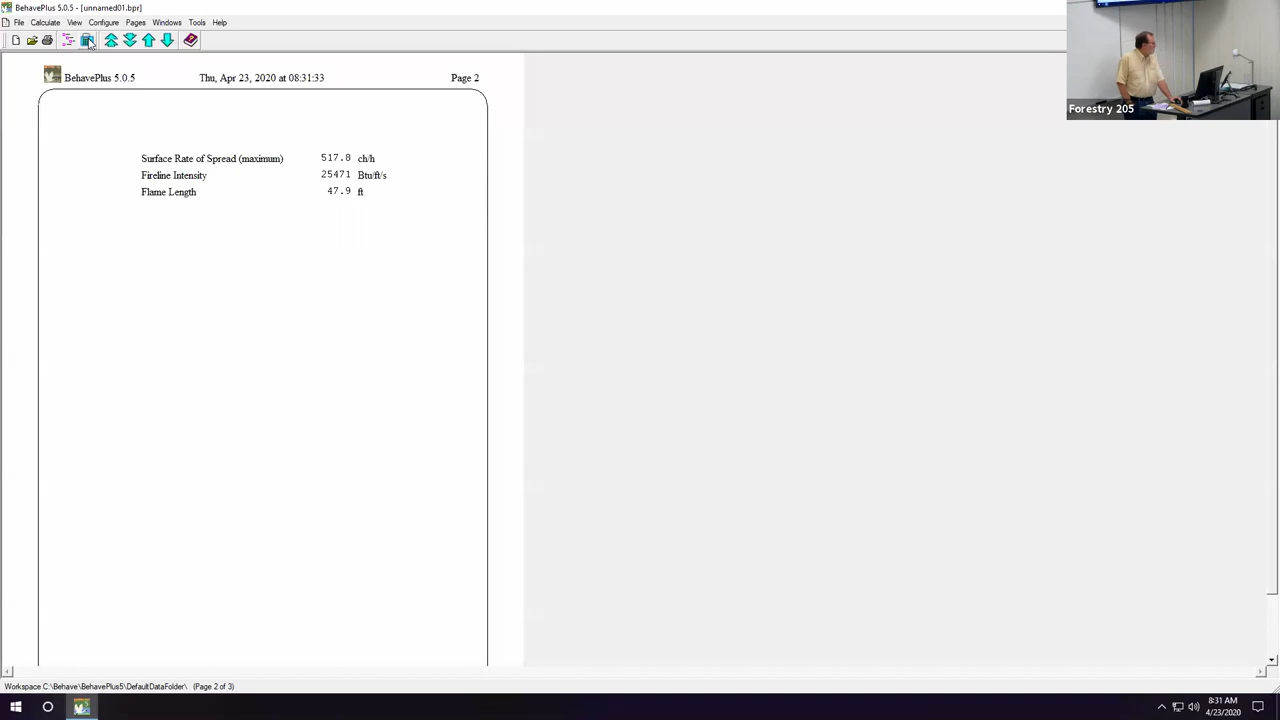 BehavePlus 5.0.5 - [unnamed01.bpr]
File Calculate View Configure Pages Windows Tools Help
BehavePlus 5.0.5 Thu, Apr 23, 2020 at 08:31:33 Page 2
Surface Rate of Spread (maximum) 517.8 ch/h
Fireline Intensity 25471 Btu/ft/s
Flame Length 47.9 ft
Forestry 205
Workspace C:\Behave\BehavePlus5\DefaultDataFolder\ (Page 2 of 3)
8:31 AM
4/23/2020